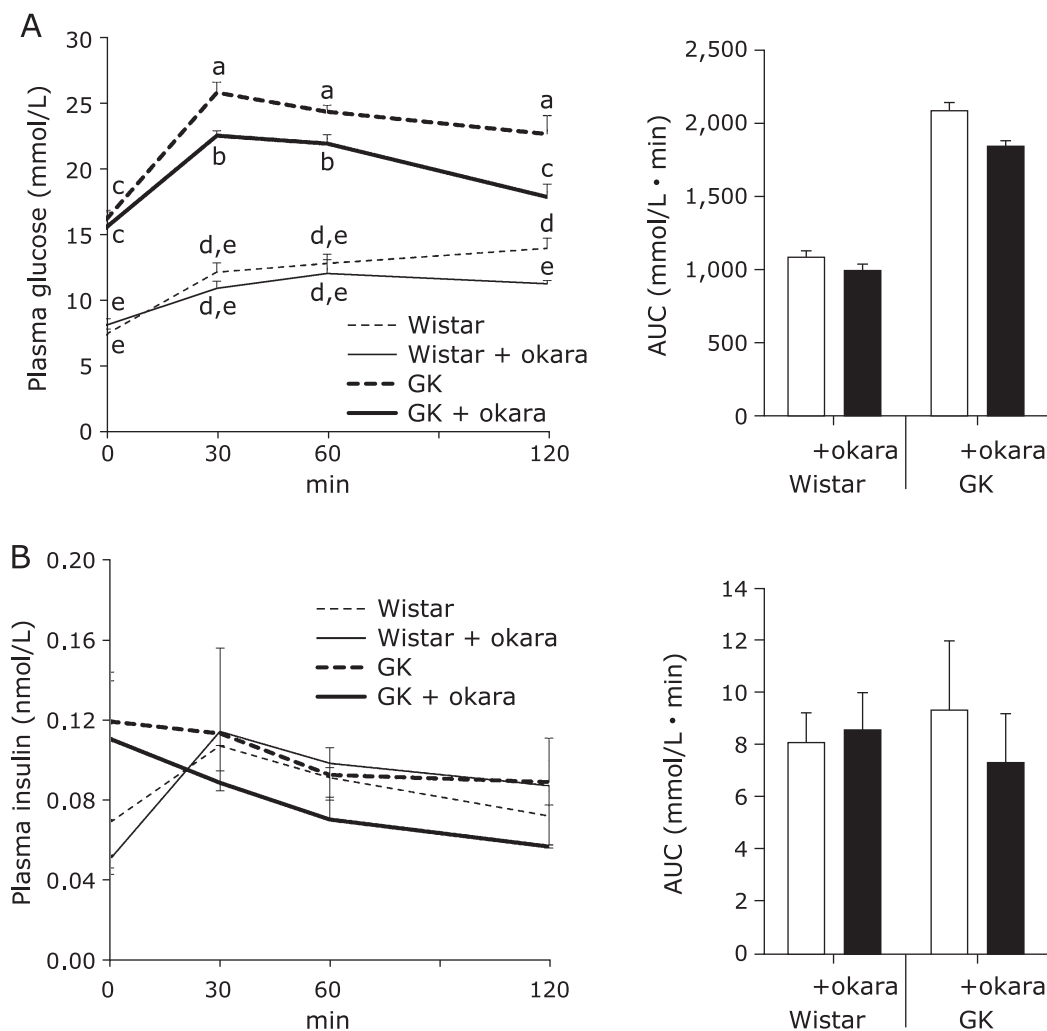 A
30
25
20
15
10
5
0
Plasma glucose (mmol/L)
a
a
a
b
b
c
c
c
d,e
d,e
d
e
e
e
d,e
d,e
Wistar
Wistar + okara
GK
GK + okara
0 30 60 120
min
2,500
2,000
1,500
1,000
500
0
AUC (mmol/L • min)
+okara +okara
Wistar GK
B
0.20
0.16
0.12
0.08
0.04
0.00
Plasma insulin (nmol/L)
Wistar
Wistar + okara
GK
GK + okara
0 30 60 120
min
14
12
10
8
6
4
2
0
AUC (mmol/L • min)
+okara +okara
Wistar GK